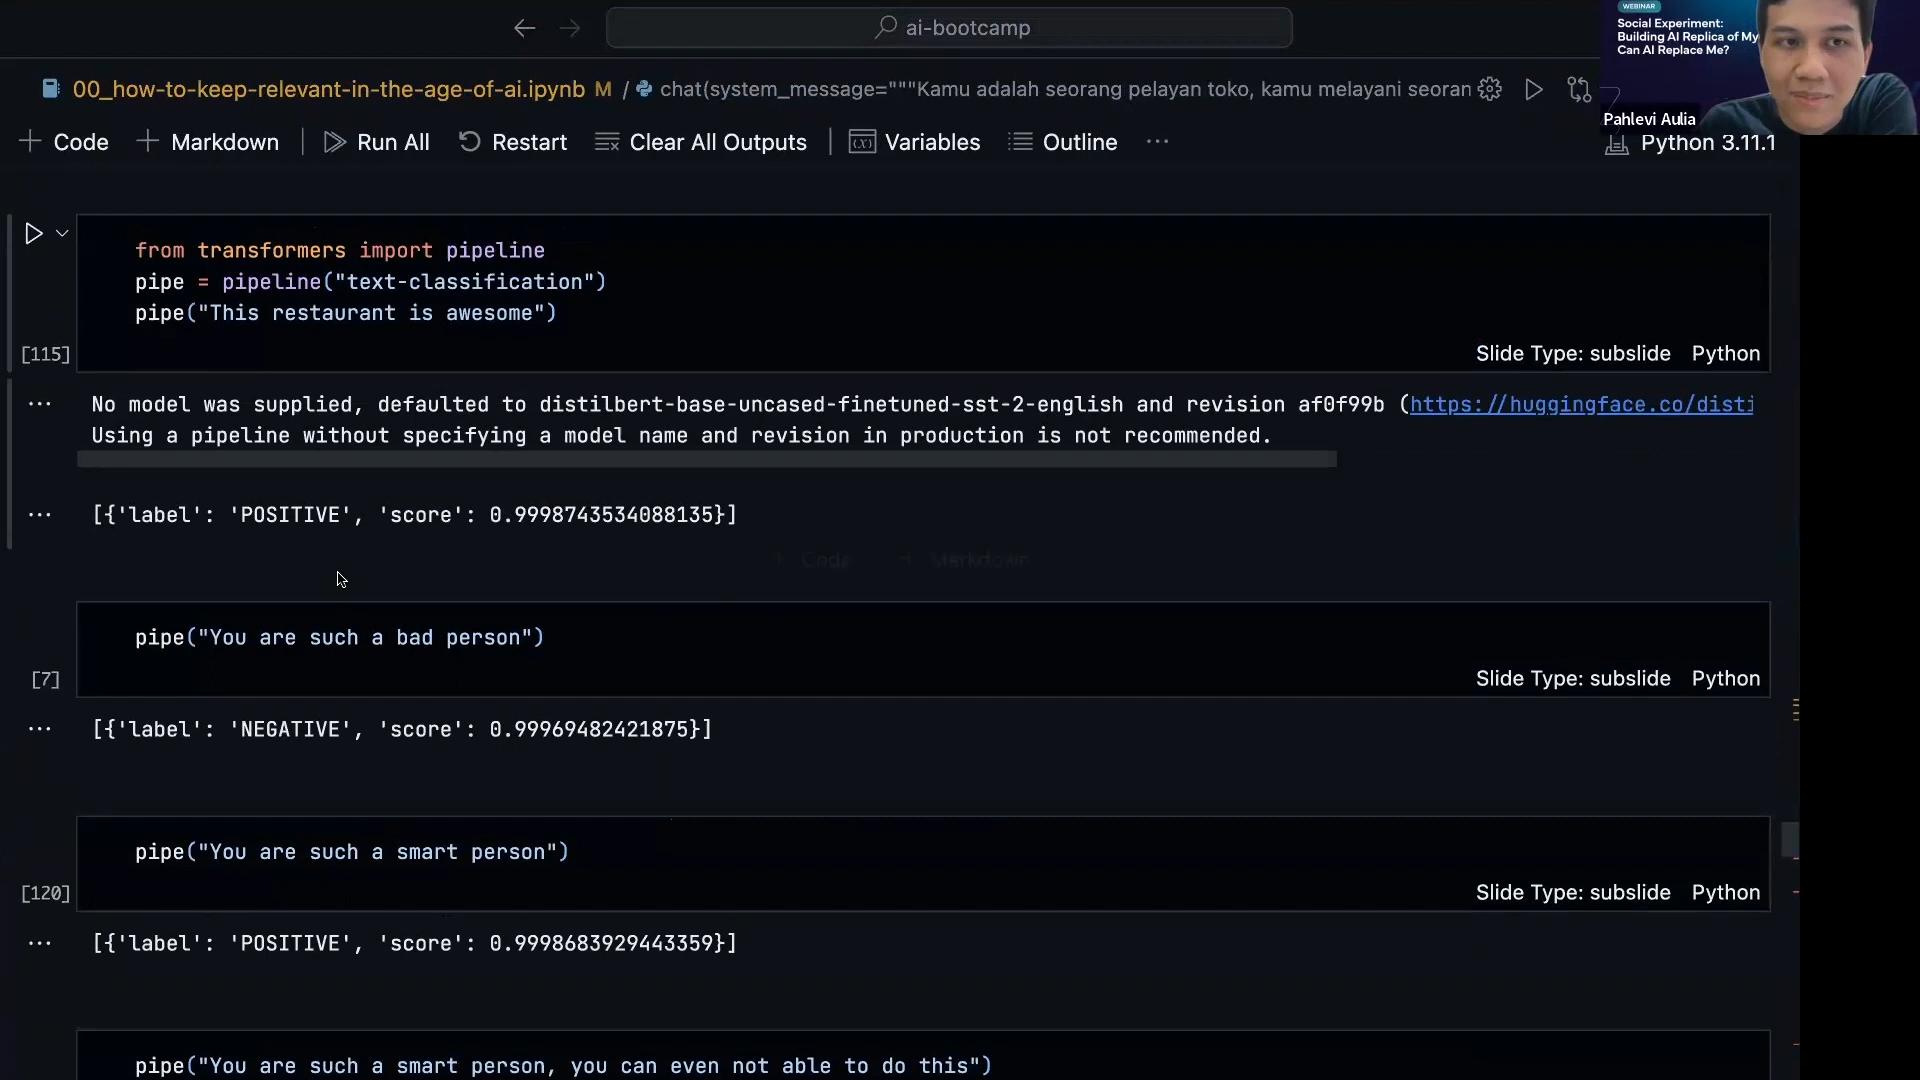 ai-bootcamp
WEBINAR
Social Experiment:
Building AI Replica of My
Can AI Replace Me?
Pahlevi Aulia
00_how-to-keep-relevant-in-the-age-of-ai.ipynb M / chat(system_message="""Kamu adalah seorang pelayan toko, kamu melayani seoran
+ Code + Markdown | Run All Restart Clear All Outputs | Variables Outline ···
Python 3.11.1
from transformers import pipeline
pipe = pipeline("text-classification")
pipe("This restaurant is awesome")
[115]
Slide Type: subslide Python
No model was supplied, defaulted to distilbert-base-uncased-finetuned-sst-2-english and revision af0f99b (https://huggingface.co/disti
Using a pipeline without specifying a model name and revision in production is not recommended.
[{'label': 'POSITIVE', 'score': 0.9998743534088135}]
+ Code + Markdown
pipe("You are such a bad person")
[7]
Slide Type: subslide Python
[{'label': 'NEGATIVE', 'score': 0.99969482421875}]
pipe("You are such a smart person")
[120]
Slide Type: subslide Python
[{'label': 'POSITIVE', 'score': 0.9998683929443359}]
pipe("You are such a smart person, you can even not able to do this")